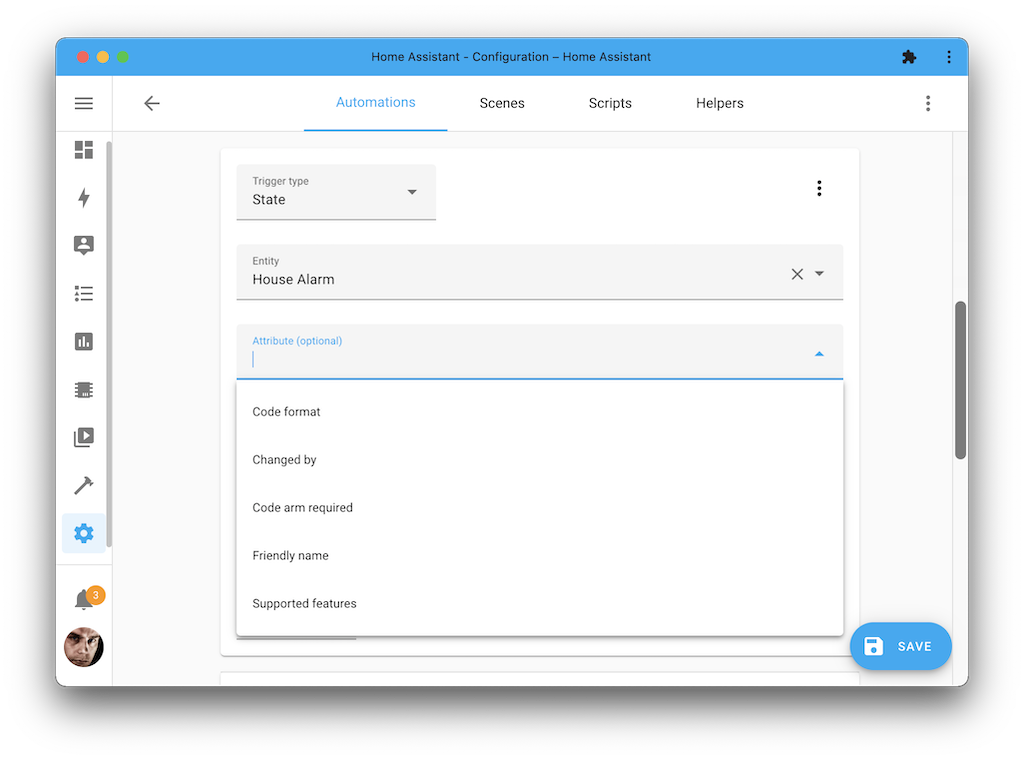 Home Assistant - Configuration – Home Assistant
Automations
Scenes
Scripts
Helpers
Trigger type
State
Entity
House Alarm
Attribute (optional)
Code format
Changed by
Code arm required
Friendly name
Supported features
3
SAVE